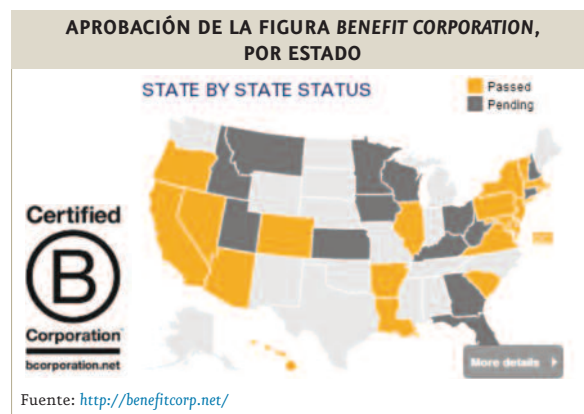 APROBACIÓN DE LA FIGURA BENEFIT CORPORATION,
POR ESTADO
STATE BY STATE STATUS
Passed
Pending
Certified
B
Corporation
bcorporation.net
More details
Fuente: http://benefitcorp.net/